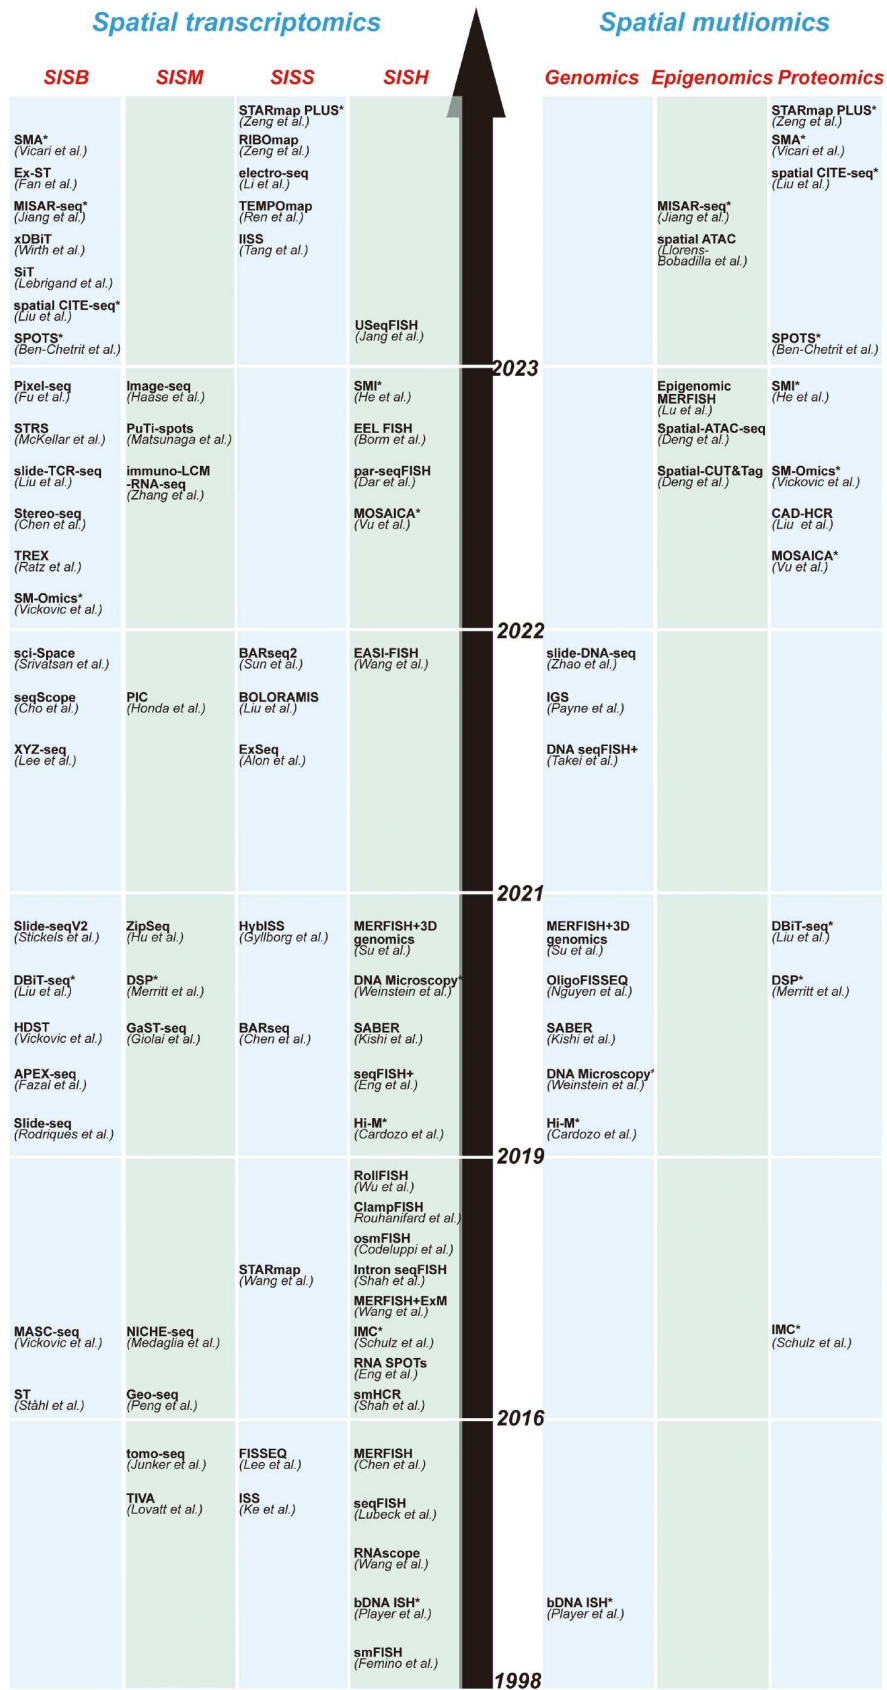 Spatial transcriptomics
Spatial mutliomics
SISB
SISM
SISS
SISH
Genomics
Epigenomics
Proteomics
SMA*
(Vicari et al.)
Ex-ST
(Fan et al.)
MISAR-seq*
(Jiang et al.)
xDBiT
(Wirth et al.)
SiT
(Lebrigand et al.)
spatial CITE-seq*
(Liu et al.)
SPOTS*
(Ben-Chetrit et al.)
STARmap PLUS*
(Zeng et al.)
RIBOmap
(Zeng et al.)
electro-seq
(Li et al.)
TEMPOmap
(Ren et al.)
IISS
(Tang et al.)
USeqFISH
(Jang et al.)
MISAR-seq*
(Jiang et al.)
spatial ATAC
(Llorens-
Bobadilla et al.)
STARmap PLUS*
(Zeng et al.)
SMA*
(Vicari et al.)
spatial CITE-seq*
(Liu et al.)
SPOTS*
(Ben-Chetrit et al.)
2023
Pixel-seq
(Fu et al.)
STRS
(McKellar et al.)
slide-TCR-seq
(Liu et al.)
Stereo-seq
(Chen et al.)
TREX
(Ratz et al.)
SM-Omics*
(Vickovic et al.)
Image-seq
(Haase et al.)
PuTi-spots
(Matsunaga et al.)
immuno-LCM
-RNA-seq
(Zhang et al.)
SMI*
(He et al.)
EEL FISH
(Borm et al.)
par-seqFISH
(Dar et al.)
MOSAICA*
(Vu et al.)
Epigenomic
MERFISH
(Lu et al.)
Spatial-ATAC-seq
(Deng et al.)
Spatial-CUT&Tag
(Deng et al.)
SMI*
(He et al.)
SM-Omics*
(Vickovic et al.)
CAD-HCR
(Liu et al.)
MOSAICA*
(Vu et al.)
2022
sci-Space
(Srivatsan et al.)
seqScope
(Cho et al.)
XYZ-seq
(Lee et al.)
PIC
(Honda et al.)
BARseq2
(Sun et al.)
BOLORAMIS
(Liu et al.)
ExSeq
(Alon et al.)
EASI-FISH
(Wang et al.)
slide-DNA-seq
(Zhao et al.)
IGS
(Payne et al.)
DNA seqFISH+
(Takei et al.)
2021
Slide-seqV2
(Stickels et al.)
DBiT-seq*
(Liu et al.)
HDST
(Vickovic et al.)
APEX-seq
(Fazal et al.)
Slide-seq
(Rodriques et al.)
ZipSeq
(Hu et al.)
DSP*
(Merritt et al.)
GaST-seq
(Giolai et al.)
HybISS
(Gyllborg et al.)
BARseq
(Chen et al.)
MERFISH+3D
genomics
(Su et al.)
DNA Microscopy*
(Weinstein et al.)
SABER
(Kishi et al.)
seqFISH+
(Eng et al.)
Hi-M*
(Cardozo et al.)
MERFISH+3D
genomics
(Su et al.)
OligoFISSEQ
(Nguyen et al.)
SABER
(Kishi et al.)
DNA Microscopy*
(Weinstein et al.)
Hi-M*
(Cardozo et al.)
DBiT-seq*
(Liu et al.)
DSP*
(Merritt et al.)
2019
MASC-seq
(Vickovic et al.)
ST
(Ståhl et al.)
NICHE-seq
(Medaglia et al.)
Geo-seq
(Peng et al.)
STARmap
(Wang et al.)
RollFISH
(Wu et al.)
ClampFISH
Rouhanifard et al.)
osmFISH
(Codeluppi et al.)
Intron seqFISH
(Shah et al.)
MERFISH+ExM
(Wang et al.)
IMC*
(Schulz et al.)
RNA SPOTs
(Eng et al.)
smHCR
(Shah et al.)
IMC*
(Schulz et al.)
2016
tomo-seq
(Junker et al.)
TIVA
(Lovatt et al.)
FISSEQ
(Lee et al.)
ISS
(Ke et al.)
MERFISH
(Chen et al.)
seqFISH
(Lubeck et al.)
RNAscope
(Wang et al.)
bDNA ISH*
(Player et al.)
smFISH
(Femino et al.)
bDNA ISH*
(Player et al.)
1998